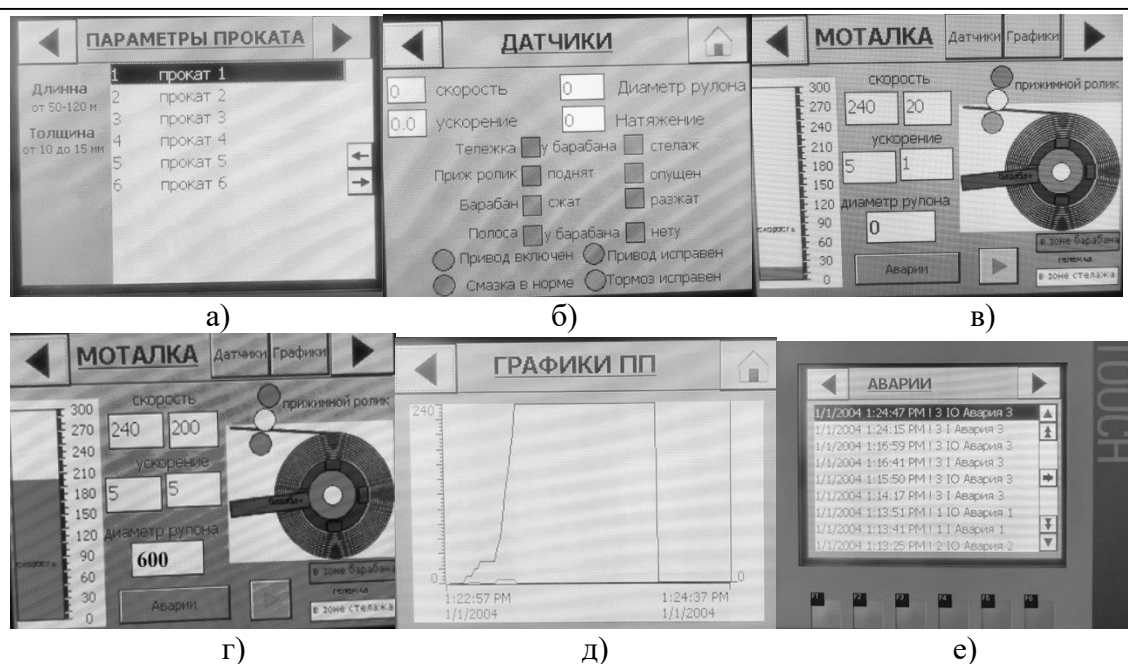 ПАРАМЕТРЫ ПРОКАТА
Длинна
от 50-120 м
Толщина
от 10 до 15 мм
1 прокат 1
2 прокат 2
3 прокат 3
4 прокат 4
5 прокат 5
6 прокат 6
а)
ДАТЧИКИ
0 скорость 0 Диаметр рулона
0.0 ускорение 0 Натяжение
Тележка у барабана стелаж
Приж ролик поднят опущен
Барабан сжат разжат
Полоса у барабана нету
Привод включен Привод исправен
Смазка в норме Тормоз исправен
б)
МОТАЛКА Датчики Графики
скорость
прижимной ролик
240 20
ускорение
5 1
диаметр рулона
0
Аварии
300
270
240
210
180
150
120
90
60
30
0
скорость
барабан
в зоне барабана
тележка
в зоне стелажа
в)
МОТАЛКА Датчики Графики
скорость
прижимной ролик
240 200
ускорение
5 5
диаметр рулона
600
Аварии
300
270
240
210
180
150
120
90
60
30
0
скорость
барабан
в зоне барабана
тележка
в зоне стелажа
г)
ГРАФИКИ ПП
240
0 0
1:22:57 PM 1:24:37 PM
1/1/2004 1/1/2004
д)
АВАРИИ
1/1/2004 1:24:47 PM ! 3 IO Авария 3
1/1/2004 1:24:15 PM ! 3 I Авария 3
1/1/2004 1:16:59 PM ! 3 IO Авария 3
1/1/2004 1:16:41 PM ! 3 I Авария 3
1/1/2004 1:15:50 PM ! 3 IO Авария 3
1/1/2004 1:14:17 PM ! 3 I Авария 3
1/1/2004 1:13:51 PM ! 1 IO Авария 1
1/1/2004 1:13:41 PM ! 1 I Авария 1
1/1/2004 1:13:25 PM ! 2 IO Авария 2
TOUCH
F1 F2 F3 F4 F5 F6
е)